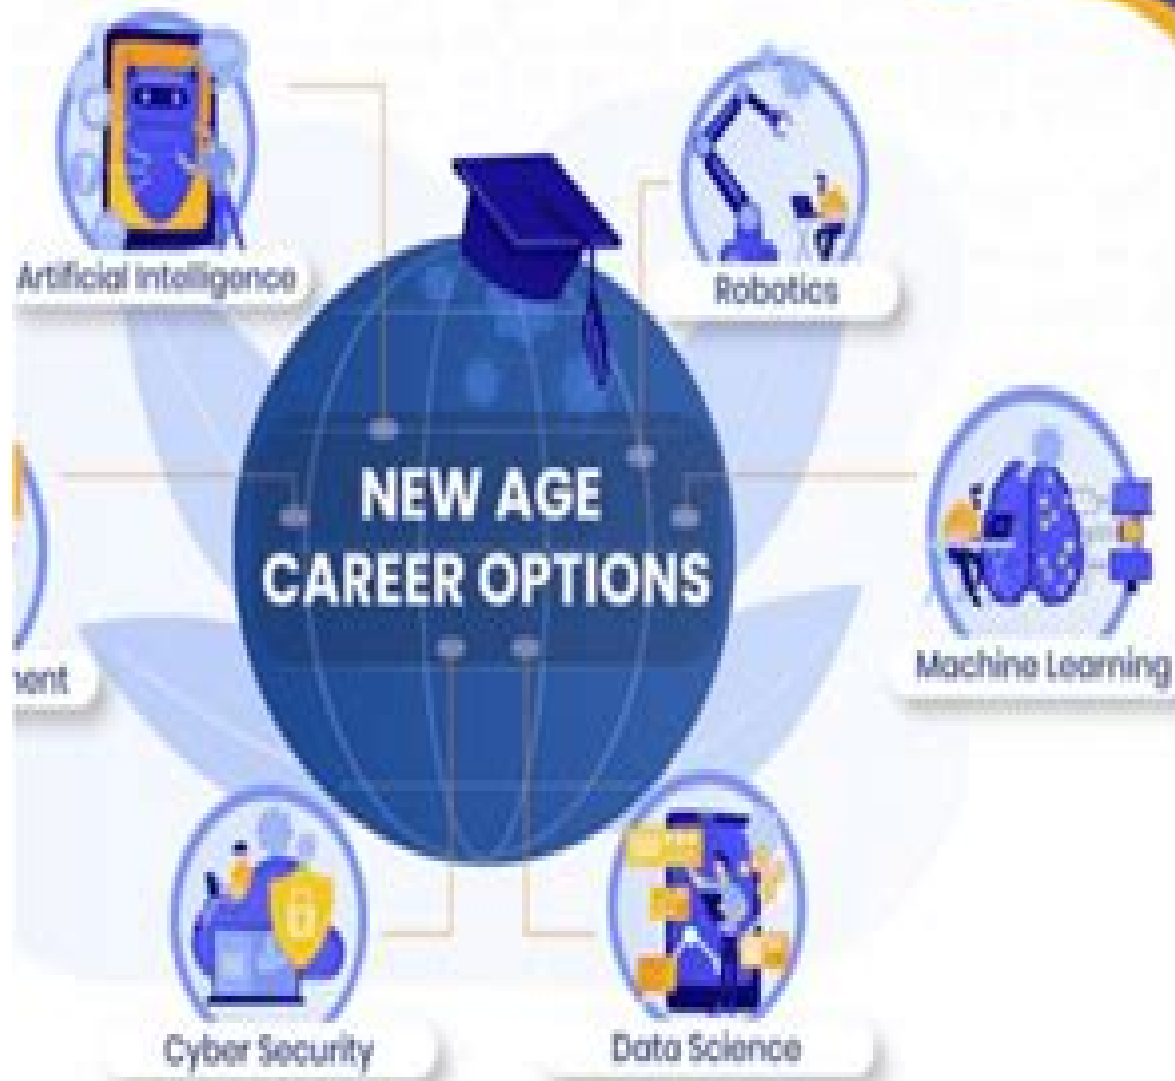 Artificial Intelligence
Robotics
NEW AGE
CAREER OPTIONS
Machine Learning
Cyber Security
Data Science